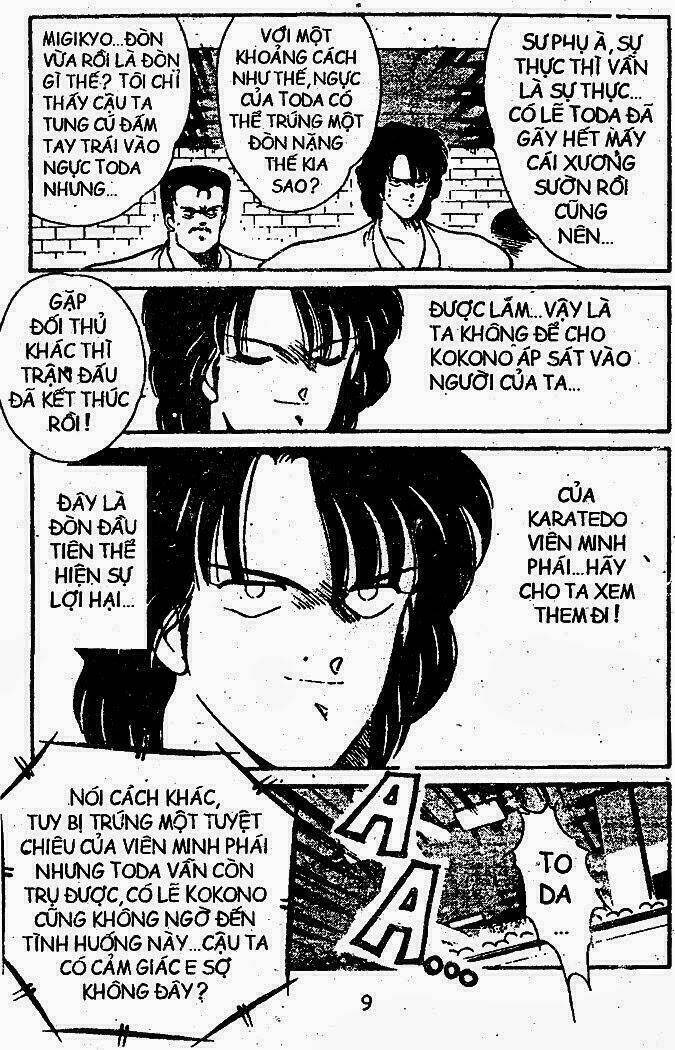 MIGIKYO...ĐÒN
VỪA RỒI LÀ ĐÒN
GÌ THẾ? TÔI CHỈ
THẤY CẬU TA
TUNG CÚ ĐẤM
TAY TRÁI VÀO
NGỰC TODA
NHƯNG...
VỚI MỘT
KHOẢNG CÁCH
NHƯ THẾ, NGỰC
CỦA TODA CÓ
THỂ TRÚNG MỘT
ĐÒN NẶNG
THẾ KIA
SAO?
SƯ PHỤ À, SỰ
THỰC THÌ VẪN
LÀ SỰ THỰC...
CÓ LẼ TODA ĐÃ
GÃY HẾT MẤY
CÁI XƯƠNG
SƯỜN RỒI
CŨNG
NÊN...
GẶP
ĐỐI THỦ
KHÁC THÌ
TRẬN ĐẤU
ĐÃ KẾT THÚC
RỒI!
ĐƯỢC LẮM...VẬY LÀ
TA KHÔNG ĐỂ CHO
KOKONO ÁP SÁT VÀO
NGƯỜI CỦA TA...
ĐÂY LÀ
ĐÒN ĐẦU
TIÊN THỂ
HIỆN SỰ
LỢI HẠI...
CỦA
KARATEDO
VIÊN MINH
PHÁI...HÃY
CHO TA XEM
THEM ĐI!
NÓI CÁCH KHÁC,
TUY BỊ TRÚNG MỘT TUYỆT
CHIÊU CỦA VIÊN MINH PHÁI
NHƯNG TODA VẪN CÒN
TRỤ ĐƯỢC, CÓ LẼ KOKONO
CŨNG KHÔNG NGỜ ĐẾN
TÌNH HUỐNG NÀY...CẬU TA
CÓ CẢM GIÁC E SỢ
KHÔNG ĐÂY?
A
A...
TO
DA
...
9